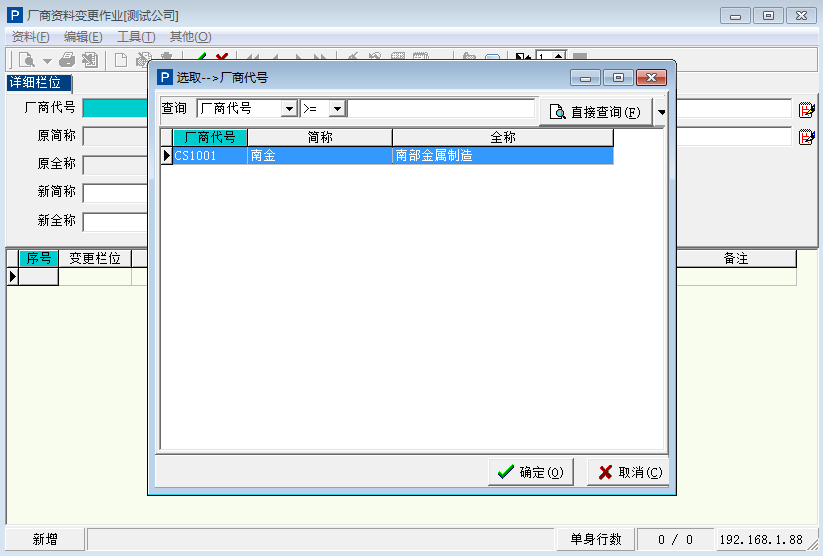 厂商资料变更作业[测试公司]
资料(F) 编辑(E) 工具(T) 其他(O)
详细栏位
厂商代号
原简称
原全称
新简称
新全称
序号 变更栏位 备注
选取-->厂商代号
查询 厂商代号 >= 直接查询(F)
厂商代号 简称 全称
CS1001 南金 南部金属制造
确定(O) 取消(C)
新增 单身行数 0 / 0 192.168.1.88